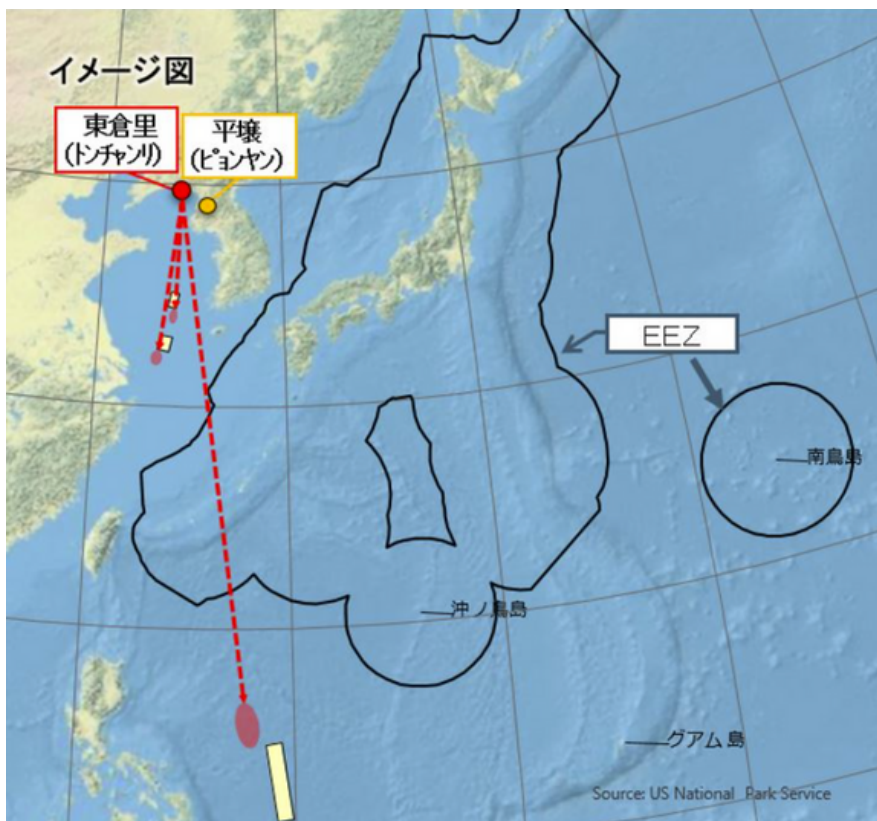 イメージ図
東倉里
(トンチャンリ)
平壌
(ピョンヤン)
EEZ
南鳥島
沖ノ鳥島
グアム島
Source: US National Park Service